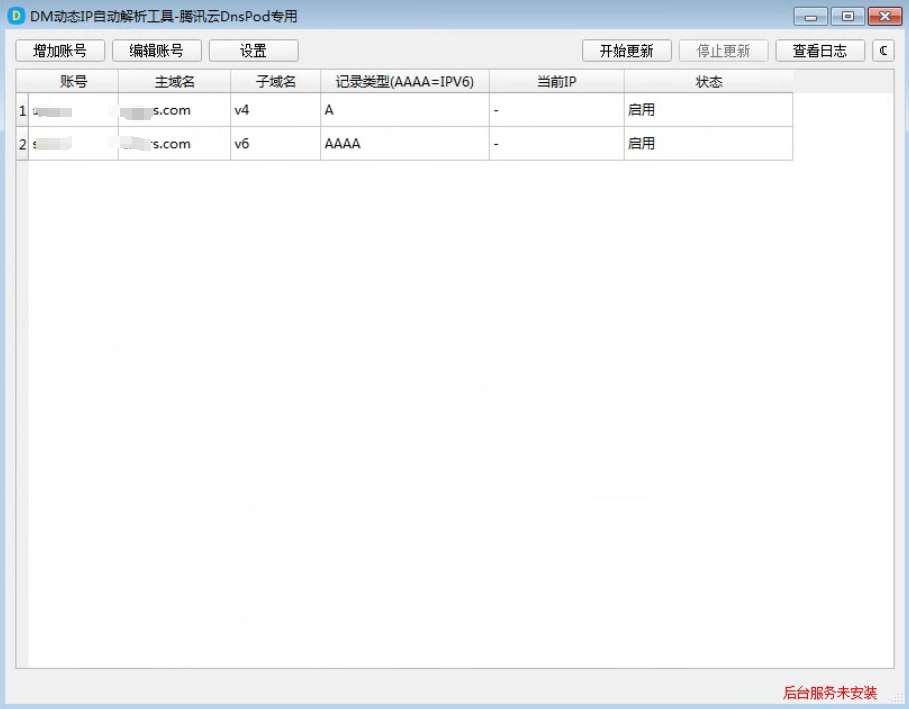 DM动态IP自动解析工具-腾讯云DnsPod专用
增加账号 编辑账号 设置 开始更新 停止更新 查看日志
账号 主域名 子域名 记录类型(AAAA=IPV6) 当前IP 状态
1 s.com v4 A - 启用
2 s rs.com v6 AAAA - 启用
后台服务未安装